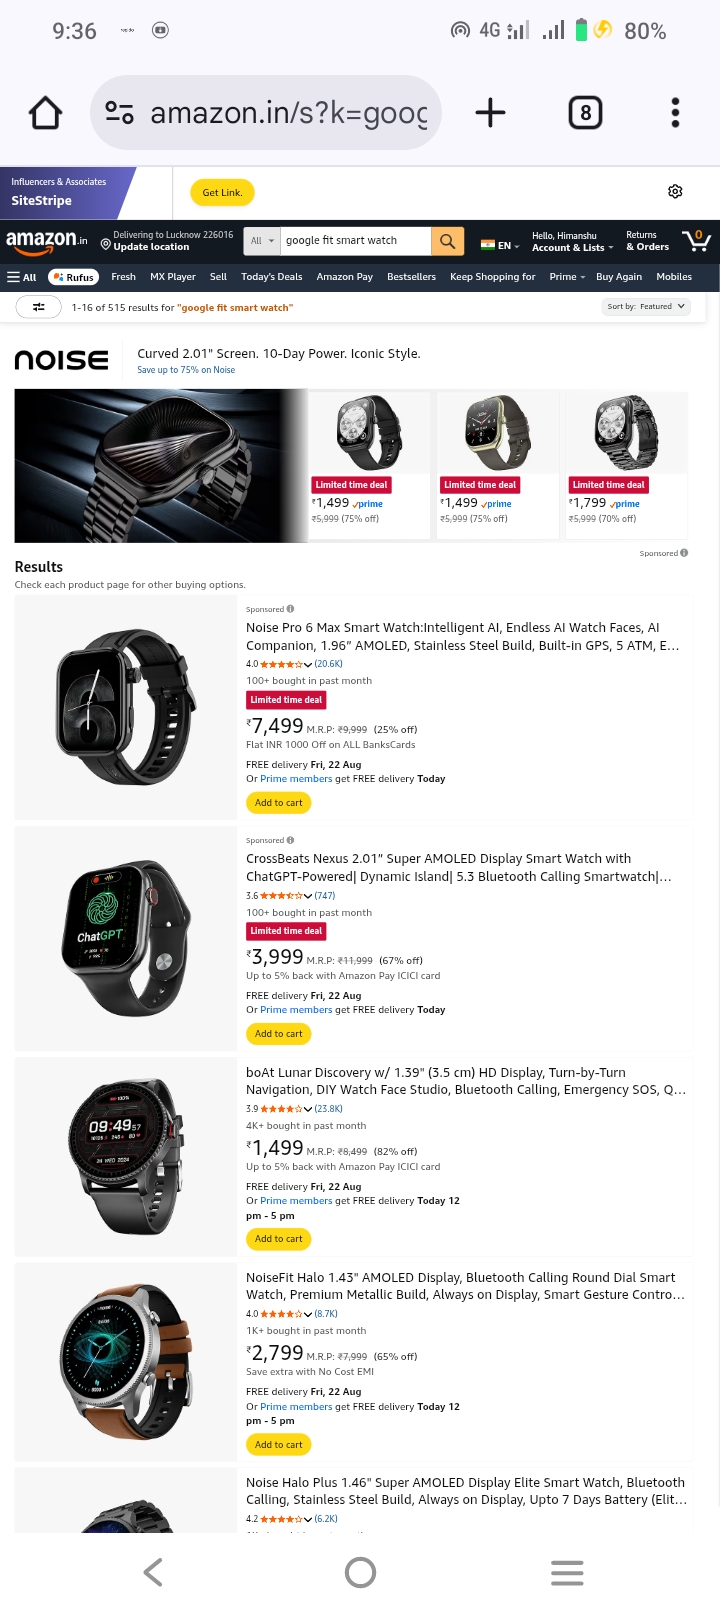 9:36
4G
80%
amazon.in/s?k=goog
8
Influencers & Associates
SiteStripe
Get Link.
amazon.in
Delivering to Lucknow 226016
Update location
All
google fit smart watch
EN
Hello, Himanshu
Account & Lists
Returns
& Orders
0
All
Rufus
Fresh
MX Player
Sell
Today's Deals
Amazon Pay
Bestsellers
Keep Shopping for
Prime
Buy Again
Mobiles
1-16 of 515 results for "google fit smart watch"
Sort by: Featured
noise
Curved 2.01" Screen. 10-Day Power. Iconic Style.
Save up to 75% on Noise
Limited time deal
₹1,499 prime
₹5,999 (75% off)
Limited time deal
₹1,499 prime
₹5,999 (75% off)
Limited time deal
₹1,799 prime
₹5,999 (70% off)
Sponsored
Results
Check each product page for other buying options.
Sponsored
Noise Pro 6 Max Smart Watch:Intelligent AI, Endless AI Watch Faces, AI
Companion, 1.96” AMOLED, Stainless Steel Build, Built-in GPS, 5 ATM, E...
4.0 (20.6K)
100+ bought in past month
Limited time deal
₹7,499 M.R.P: ₹9,999 (25% off)
Flat INR 1000 Off on ALL BanksCards
FREE delivery Fri, 22 Aug
Or Prime members get FREE delivery Today
Add to cart
ChatGPT
Sponsored
CrossBeats Nexus 2.01” Super AMOLED Display Smart Watch with
ChatGPT-Powered| Dynamic Island| 5.3 Bluetooth Calling Smartwatch|...
3.6 (747)
100+ bought in past month
Limited time deal
₹3,999 M.R.P: ₹11,999 (67% off)
Up to 5% back with Amazon Pay ICICI card
FREE delivery Fri, 22 Aug
Or Prime members get FREE delivery Today
Add to cart
100%
09:49 57
24 WED 2024
boAt Lunar Discovery w/ 1.39" (3.5 cm) HD Display, Turn-by-Turn
Navigation, DIY Watch Face Studio, Bluetooth Calling, Emergency SOS, Q...
3.9 (23.8K)
4K+ bought in past month
₹1,499 M.R.P: ₹8,499 (82% off)
Up to 5% back with Amazon Pay ICICI card
FREE delivery Fri, 22 Aug
Or Prime members get FREE delivery Today 12
pm - 5 pm
Add to cart
NoiseFit Halo 1.43" AMOLED Display, Bluetooth Calling Round Dial Smart
Watch, Premium Metallic Build, Always on Display, Smart Gesture Contro...
4.0 (8.7K)
1K+ bought in past month
₹2,799 M.R.P: ₹7,999 (65% off)
Save extra with No Cost EMI
FREE delivery Fri, 22 Aug
Or Prime members get FREE delivery Today 12
pm - 5 pm
Add to cart
Noise Halo Plus 1.46" Super AMOLED Display Elite Smart Watch, Bluetooth
Calling, Stainless Steel Build, Always on Display, Upto 7 Days Battery (Elit...
4.2 (6.2K)